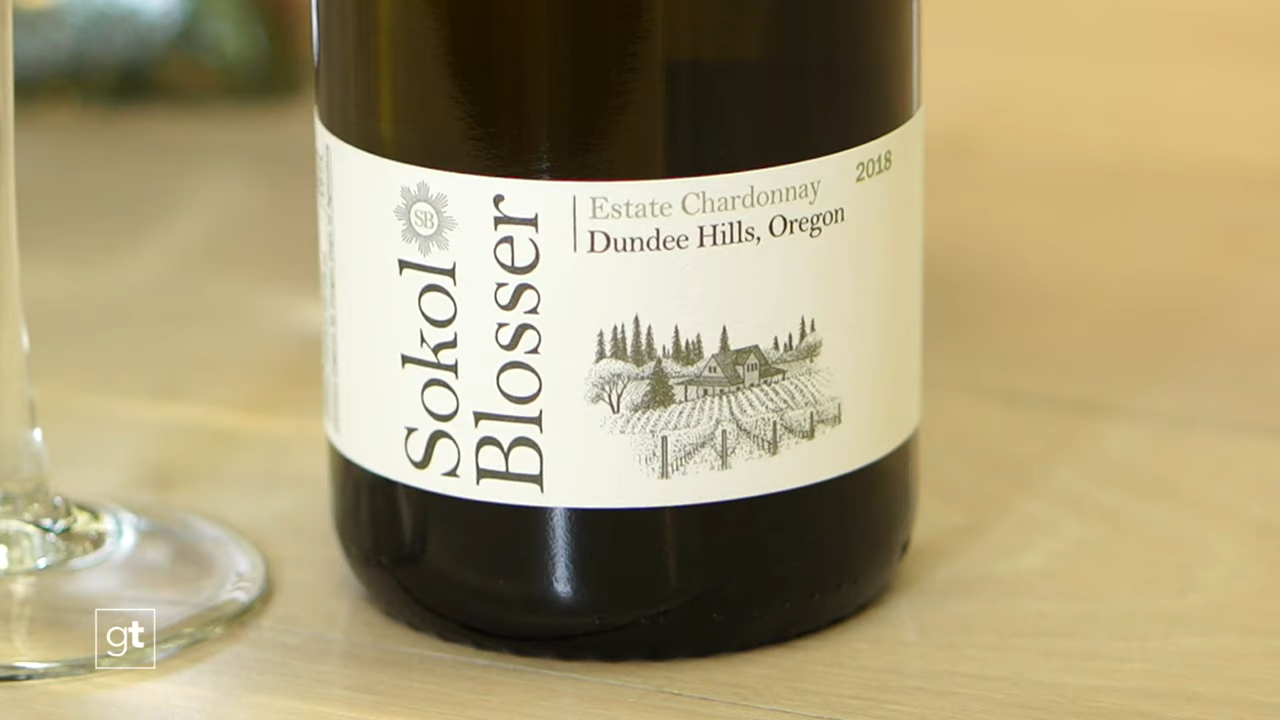 SB
Sokol
Blosser
Estate Chardonnay
Dundee Hills, Oregon
2018
gt